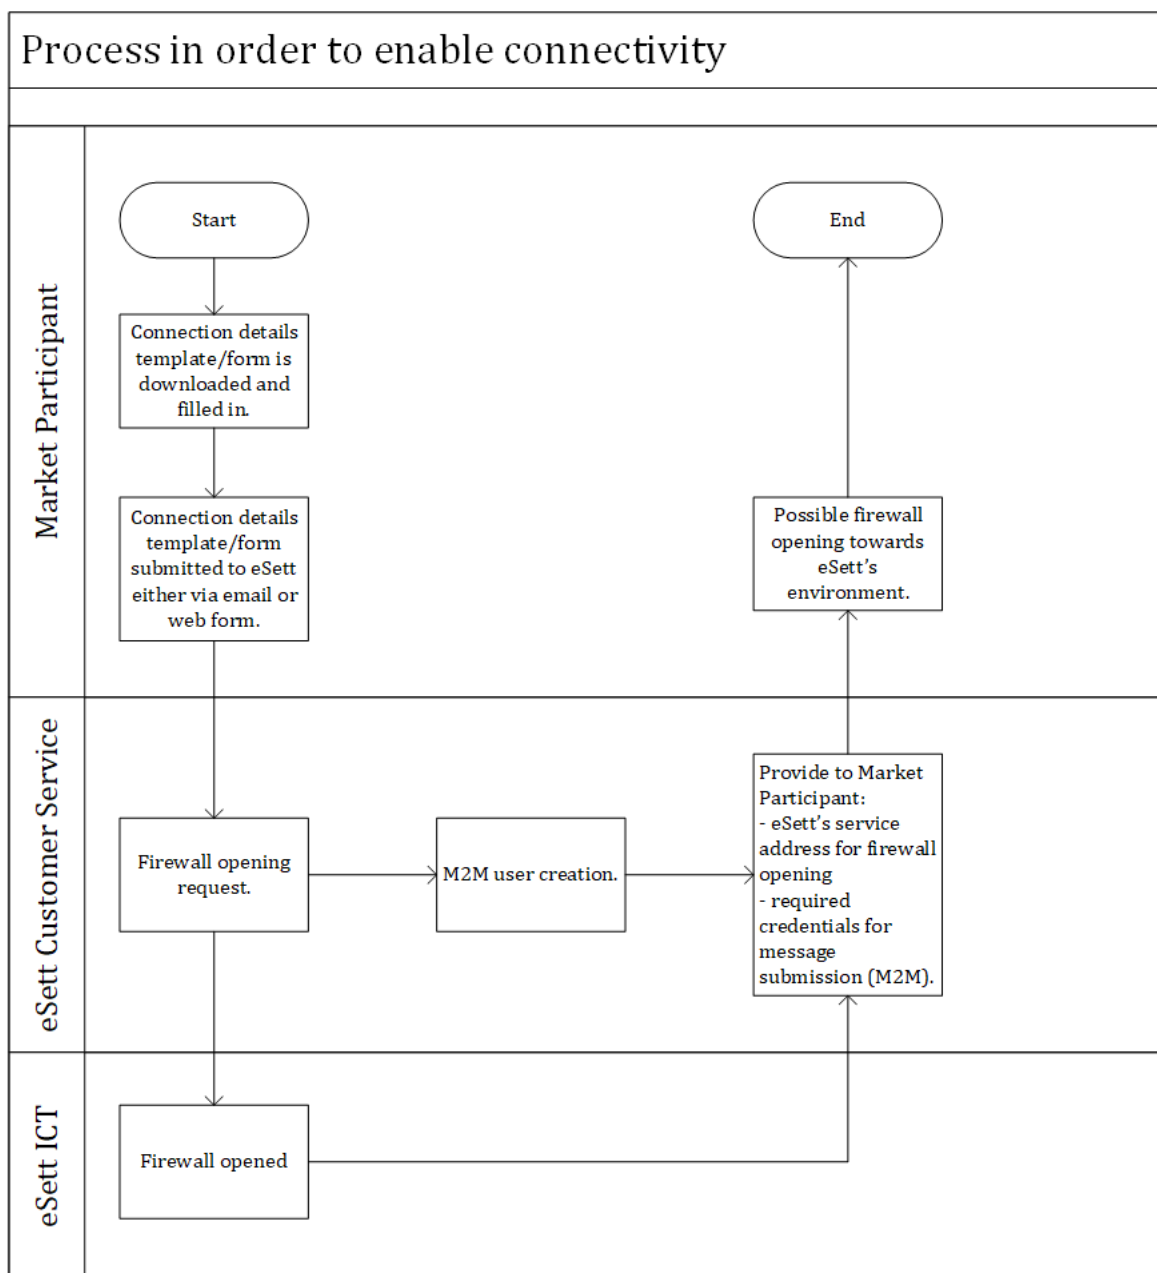 Process in order to enable connectivity
Market Participant
Start
End
Connection details
template/form is
downloaded and
filled in.
Connection details
template/form
submitted to eSett
either via email or
web form.
Possible firewall
opening towards
eSett’s
environment.
eSett Customer Service
Firewall opening
request.
M2M user creation.
Provide to Market
Participant:
- eSett’s service
address for firewall
opening
- required
credentials for
message
submission (M2M).
eSett ICT
Firewall opened